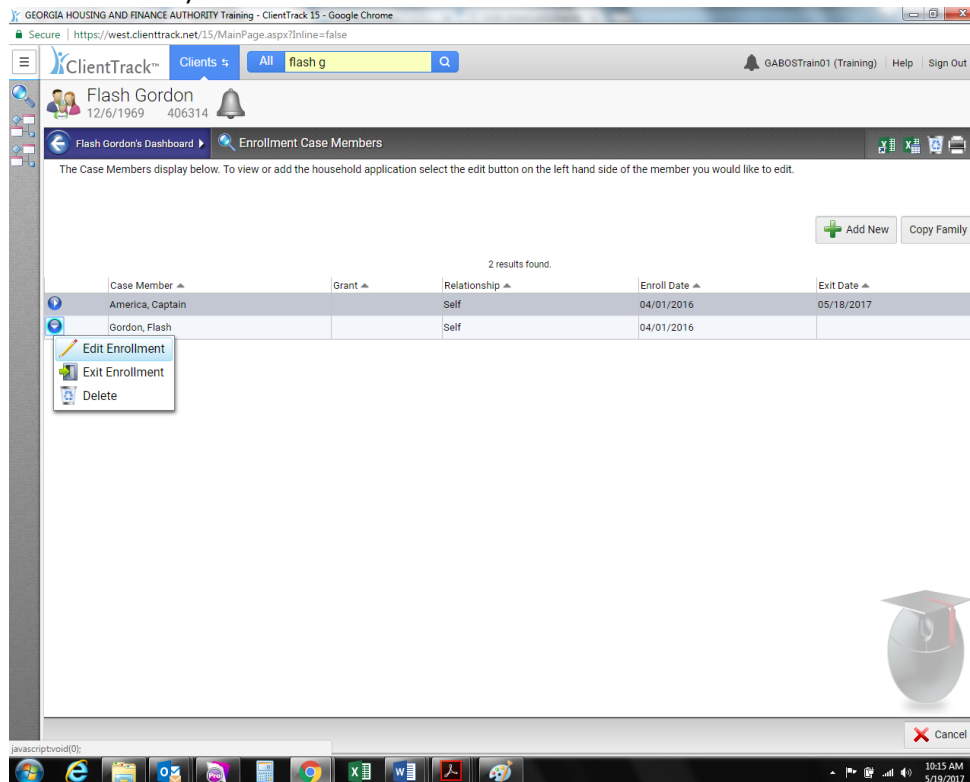 GEORGIA HOUSING AND FINANCE AUTHORITY Training - ClientTrack 15 - Google Chrome
Secure | https://west.clienttrack.net/15/MainPage.aspx?Inline=false
ClientTrack™ Clients All flash g GABOSTrain01 (Training) Help Sign Out
Flash Gordon
12/6/1969 406314
Flash Gordon's Dashboard Enrollment Case Members
The Case Members display below. To view or add the household application select the edit button on the left hand side of the member you would like to edit.
Add New Copy Family
2 results found.
Case Member Grant Relationship Enroll Date Exit Date
America, Captain Self 04/01/2016 05/18/2017
Gordon, Flash Self 04/01/2016
Edit Enrollment
Exit Enrollment
Delete
Cancel
javascript:void(0);
10:15 AM
5/19/2017